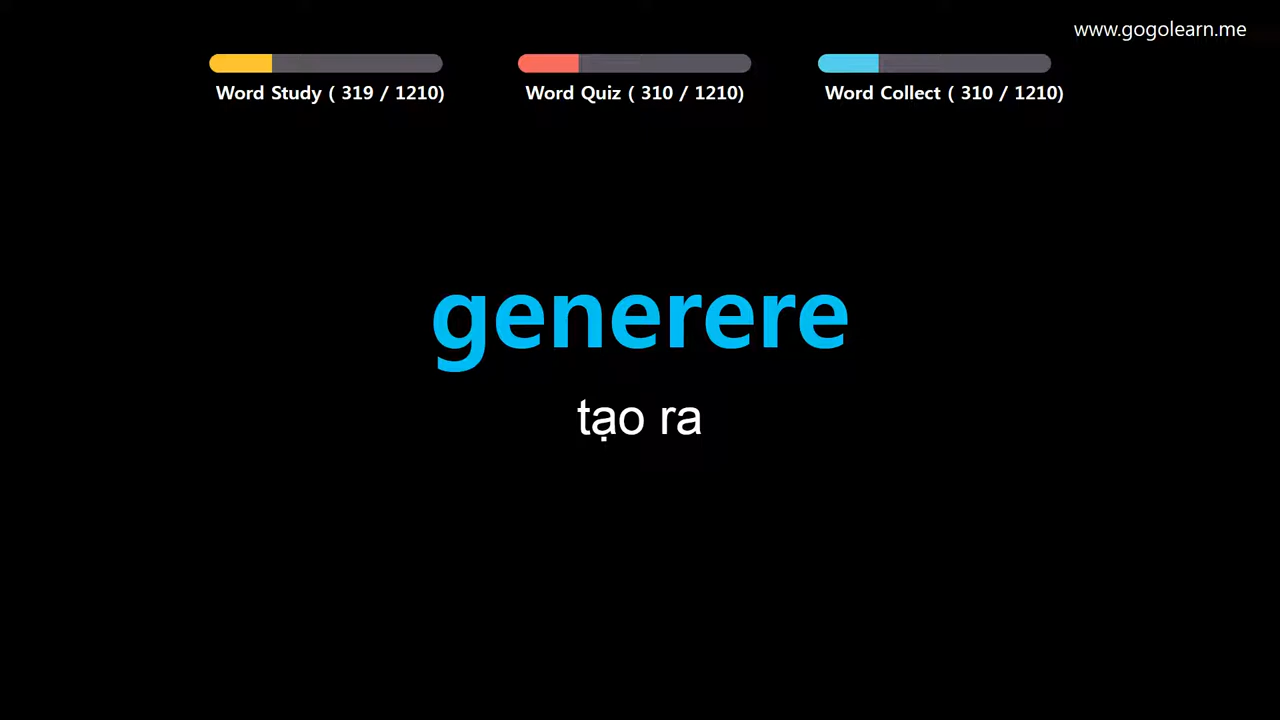 www.gogolearn.me
Word Study ( 319 / 1210)
Word Quiz ( 310 / 1210)
Word Collect ( 310 / 1210)
generere
tạo ra